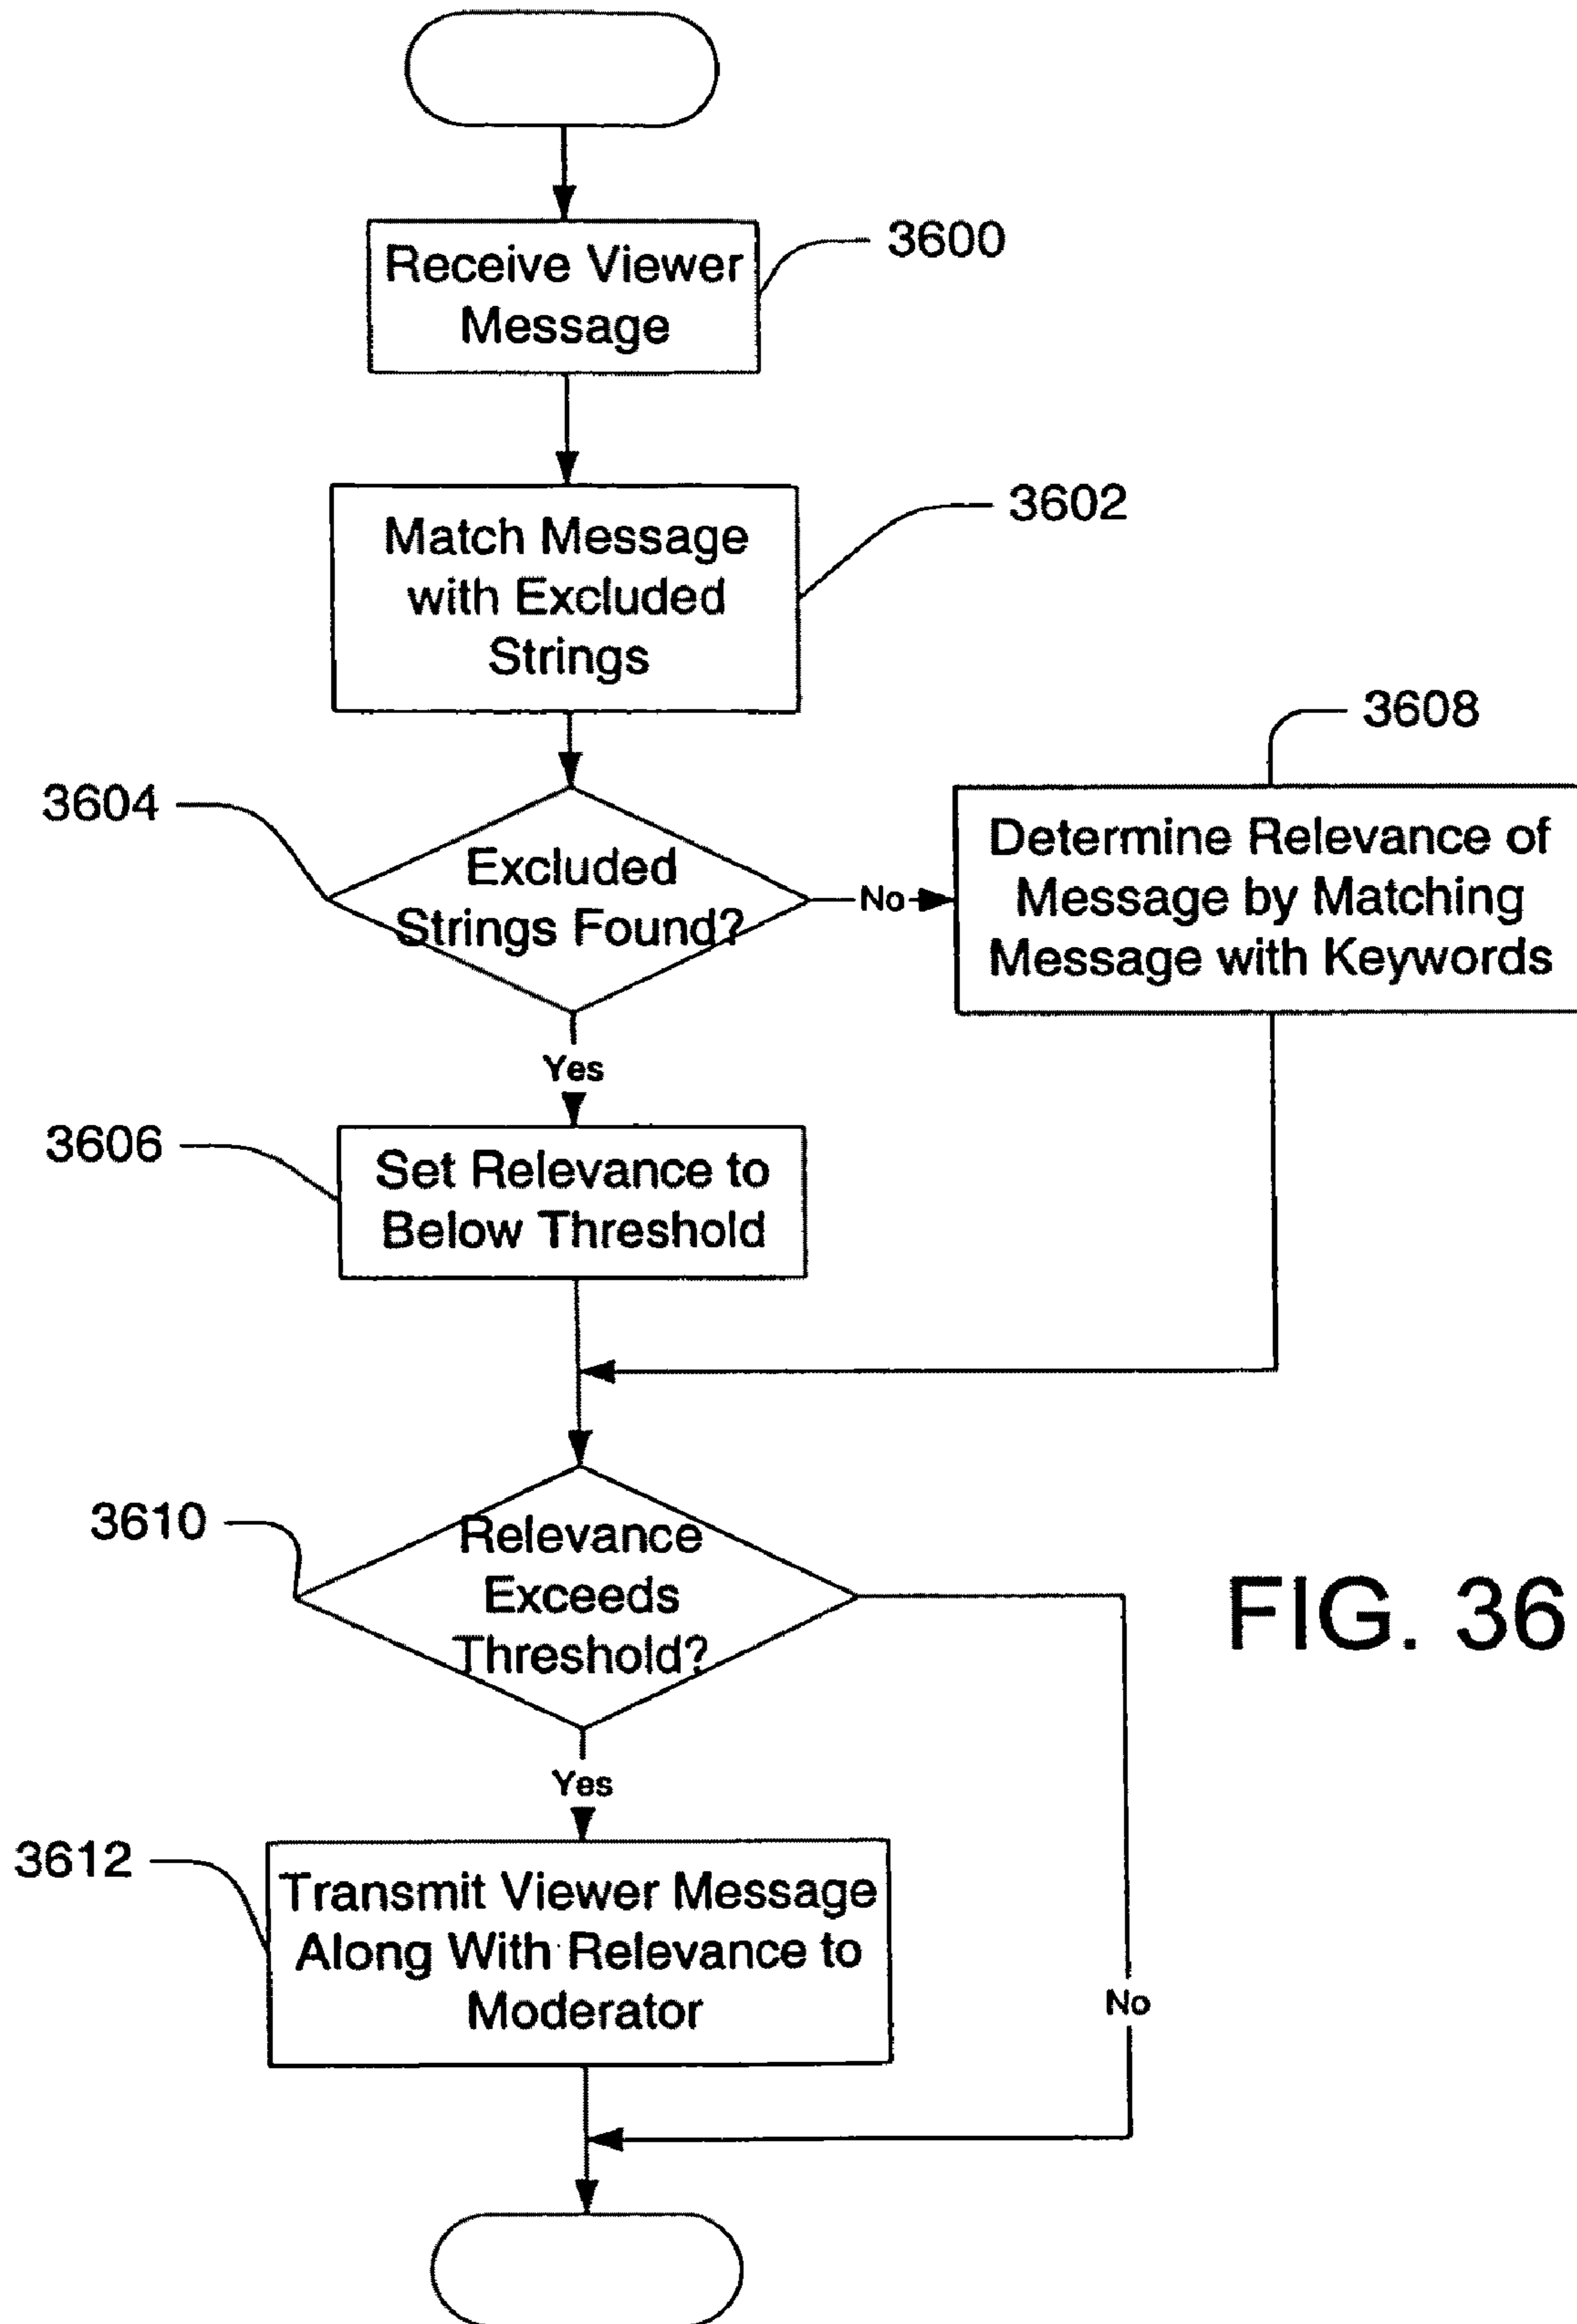 Receive Viewer
Message
3600
Match Message
with Excluded
Strings
3602
3604
Excluded
Strings Found?
No
3608
Determine Relevance of
Message by Matching
Message with Keywords
Yes
3606
Set Relevance to
Below Threshold
3610
Relevance
Exceeds
Threshold?
FIG. 36
Yes
3612
Transmit Viewer Message
Along With Relevance to
Moderator
No